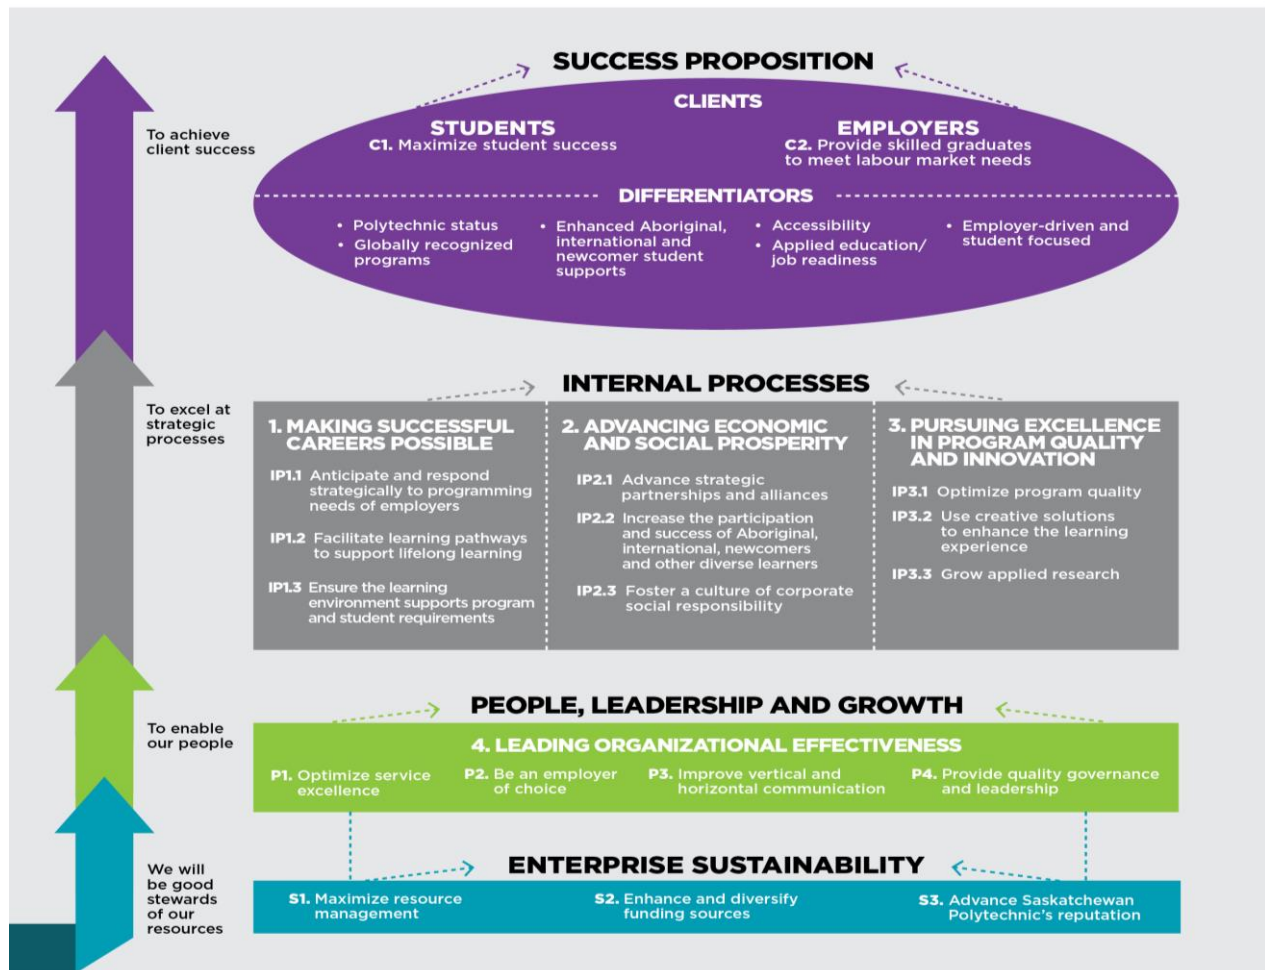 SUCCESS PROPOSITION
CLIENTS
STUDENTS
C1. Maximize student success
EMPLOYERS
C2. Provide skilled graduates
to meet labour market needs
To achieve
client success
DIFFERENTIATORS
• Polytechnic status
• Globally recognized
programs
• Enhanced Aboriginal,
international and
newcomer student
supports
• Accessibility
• Applied education/
job readiness
• Employer-driven and
student focused
INTERNAL PROCESSES
To excel at
strategic
processes
1. MAKING SUCCESSFUL
CAREERS POSSIBLE
IP1.1 Anticipate and respond
strategically to programming
needs of employers
IP1.2 Facilitate learning pathways
to support lifelong learning
IP1.3 Ensure the learning
environment supports program
and student requirements
2. ADVANCING ECONOMIC
AND SOCIAL PROSPERITY
IP2.1 Advance strategic
partnerships and alliances
IP2.2 Increase the participation
and success of Aboriginal,
international, newcomers
and other diverse learners
IP2.3 Foster a culture of corporate
social responsibility
3. PURSUING EXCELLENCE
IN PROGRAM QUALITY
AND INNOVATION
IP3.1 Optimize program quality
IP3.2 Use creative solutions
to enhance the learning
experience
IP3.3 Grow applied research
PEOPLE, LEADERSHIP AND GROWTH
To enable
our people
4. LEADING ORGANIZATIONAL EFFECTIVENESS
P1. Optimize service
excellence
P2. Be an employer
of choice
P3. Improve vertical and
horizontal communication
P4. Provide quality governance
and leadership
ENTERPRISE SUSTAINABILITY
We will
be good
stewards
of our
resources
S1. Maximize resource
management
S2. Enhance and diversify
funding sources
S3. Advance Saskatchewan
Polytechnic's reputation